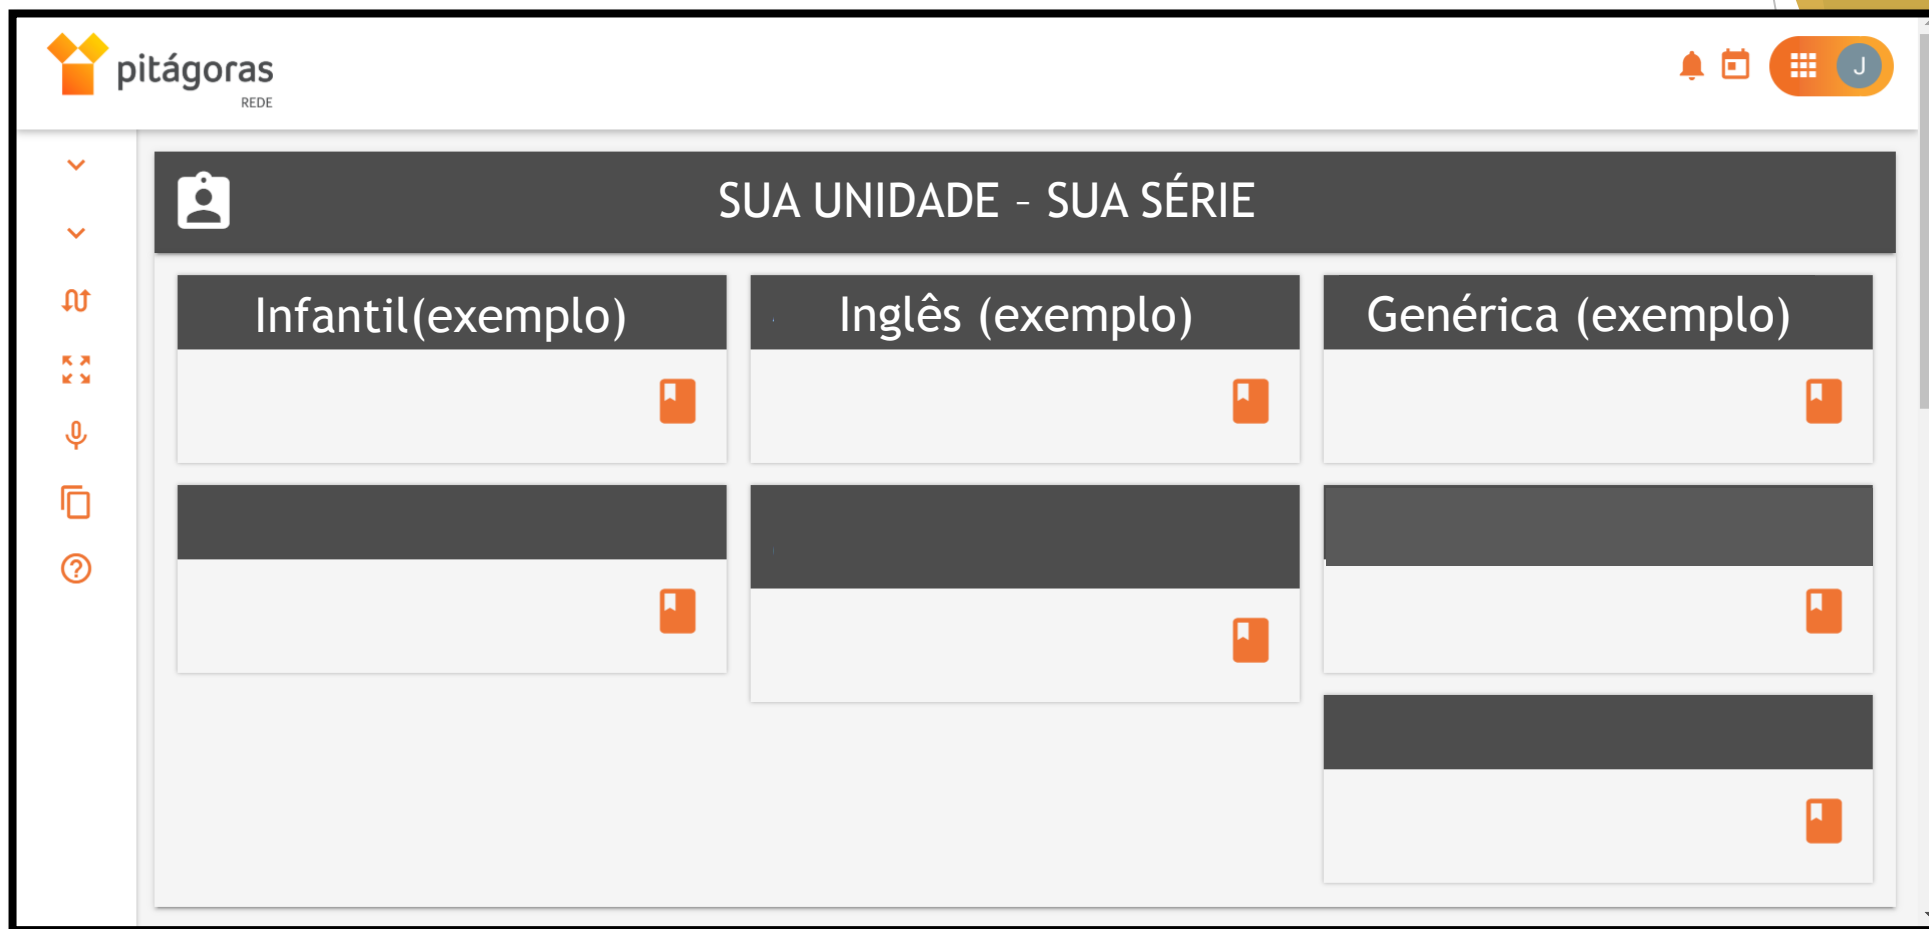 pitágoras
REDE
J
SUA UNIDADE – SUA SÉRIE
Infantil(exemplo)
Inglês (exemplo)
Genérica (exemplo)